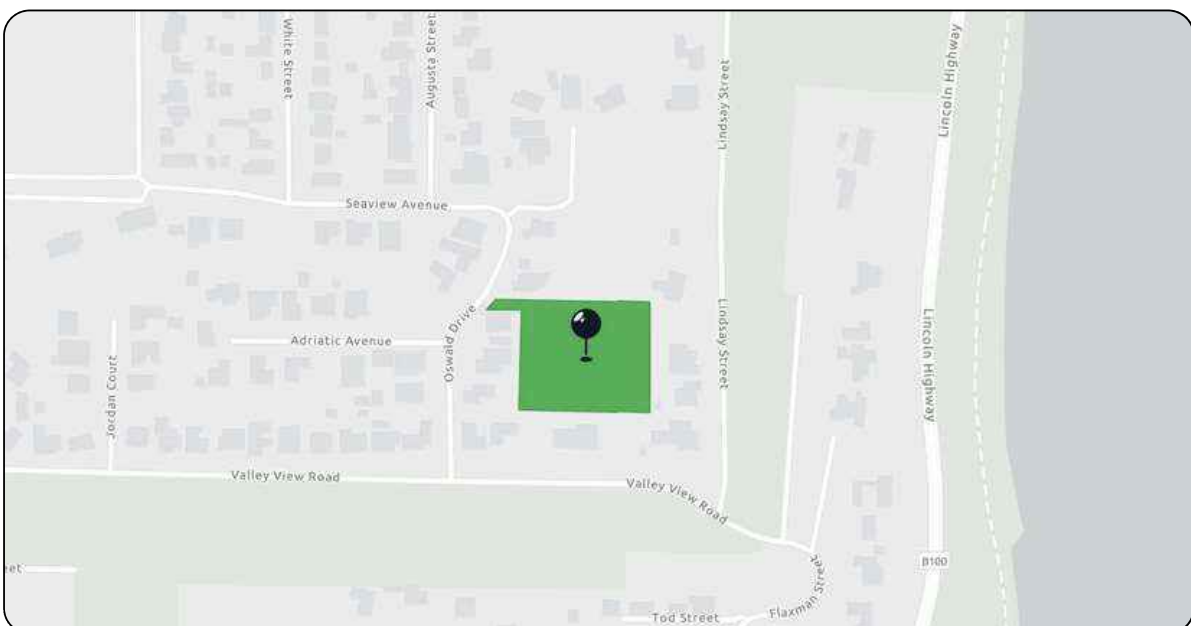 White Street
Augusta Street
Lindsay Street
Lincoln Highway
Seaview Avenue
Oswald Drive
Adriatic Avenue
Jordan Court
Lindsay Street
Lincoln Highway
Valley View Road
Valley View Road
B100
eet
Flaxman Street
Tod Street